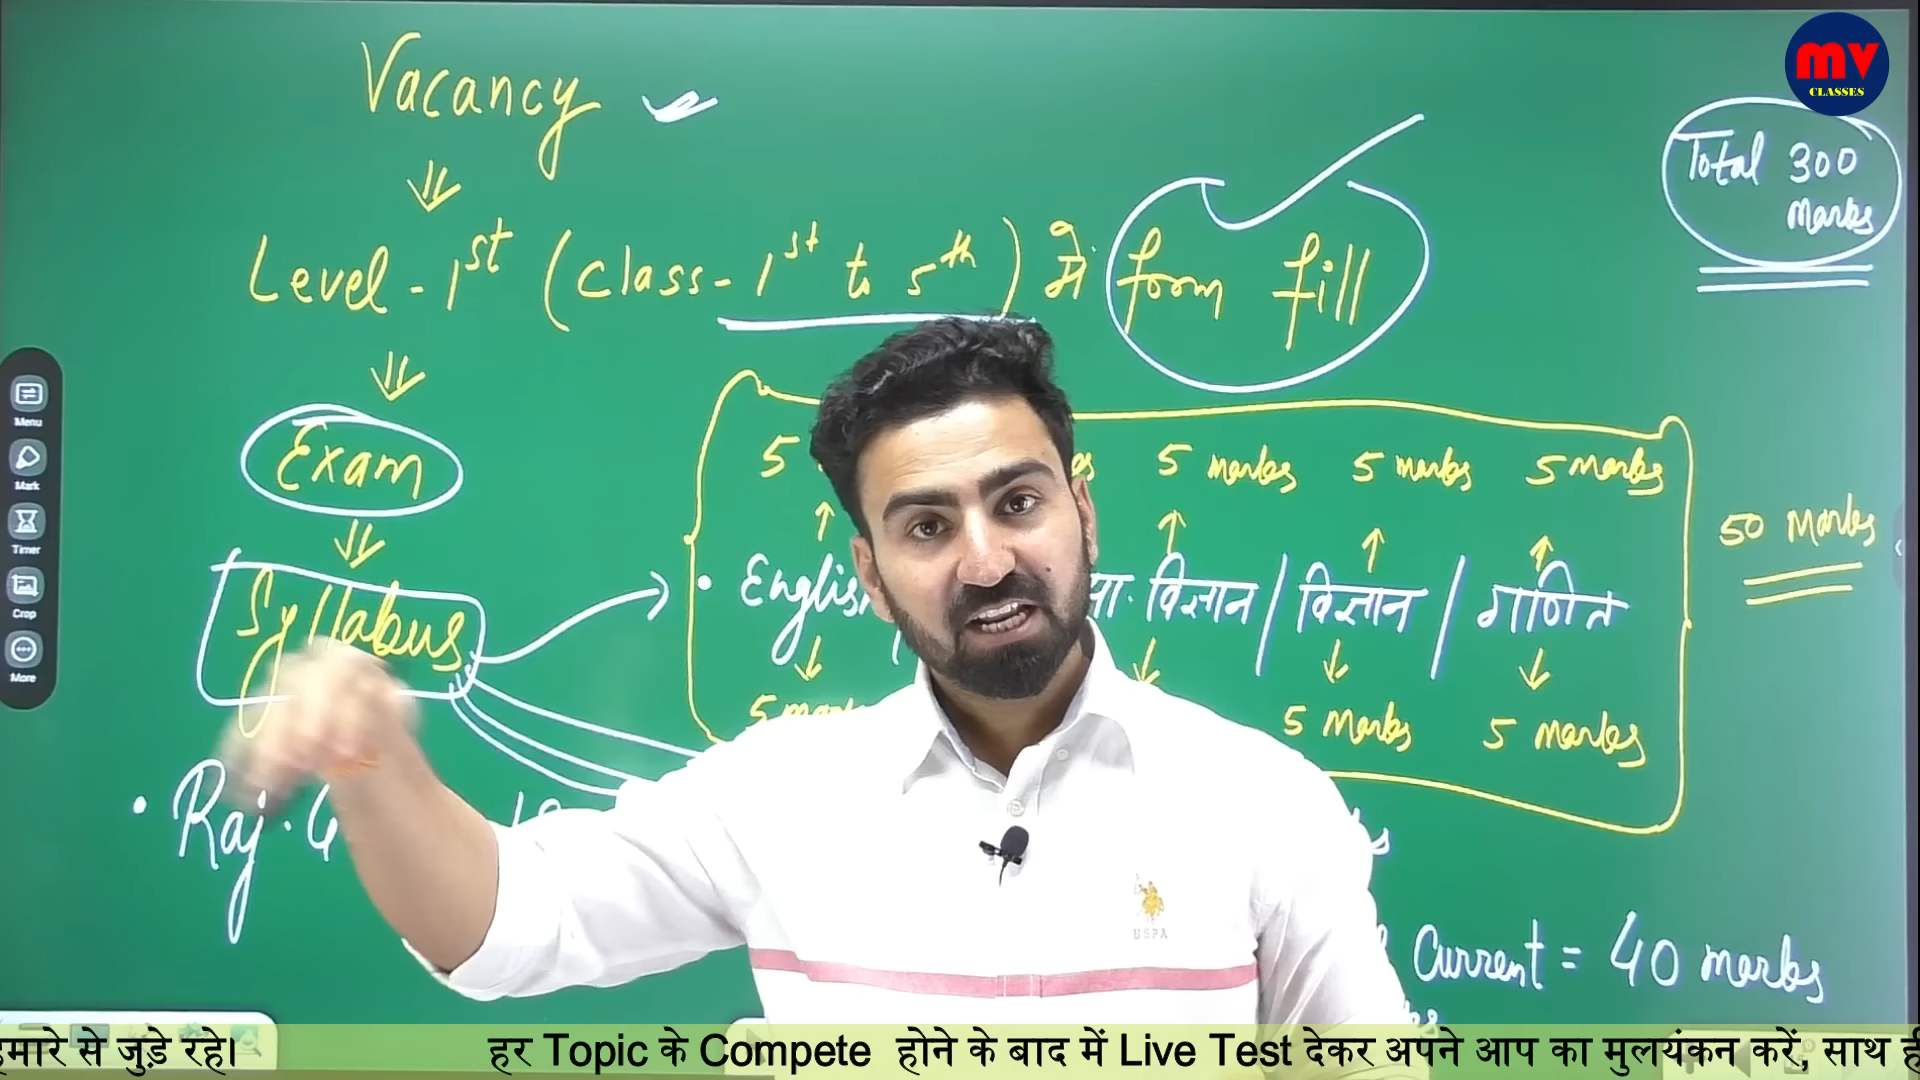 mv
CLASSES
Vacancy
Total 300
Marks
Level - 1st (Class - 1st to 5th) में form fill
Exam
5 marks 5 marks 5 marks
50 Marks
Syllabus
• English / विज्ञान / गणित
विज्ञान
5 5 Marks 5 marks
• Raj.
Current = 40 marks
Menu
Mark
Timer
Crop
More
हमारे से जुड़े रहे। हर Topic के Compete होने के बाद में Live Test देकर अपने आप का मुलयंकन करें, साथ ही